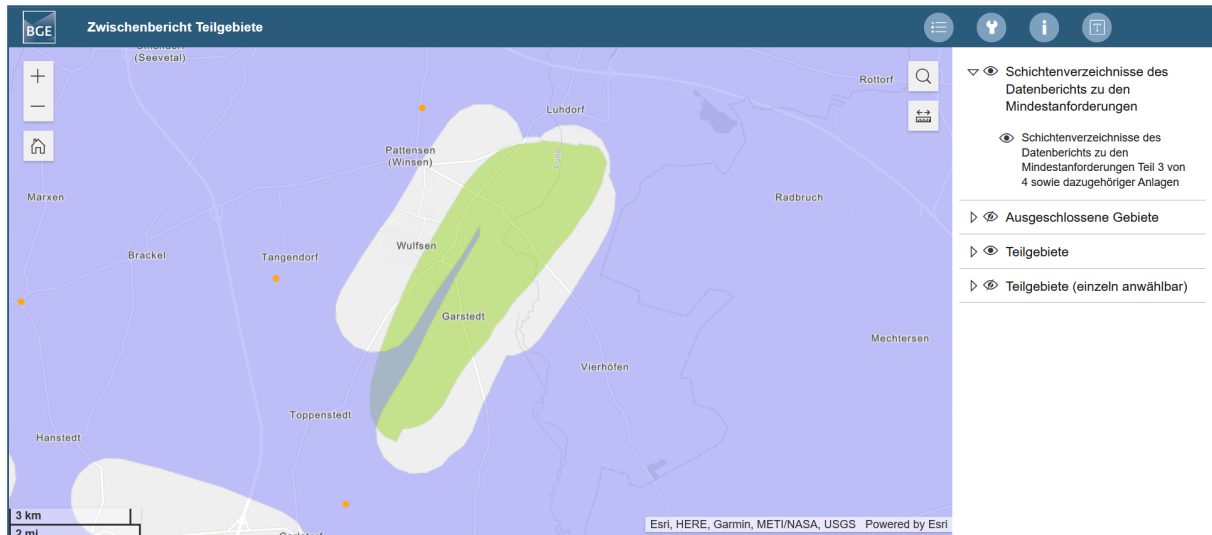 BGE
Zwischenbericht Teilgebiete
(Seevetal)
Rottorf
Luhdorf
Pattensen
(Winsen)
Luhe
Marxen
Radbruch
Wulfsen
Brackel
Tangendorf
Garstedt
Mechtersen
Vierhöfen
Toppenstedt
Hanstedt
3 km
2 mi
Esri, HERE, Garmin, METI/NASA, USGS Powered by Esri
Schichtenverzeichnisse des
Datenberichts zu den
Mindestanforderungen
Schichtenverzeichnisse des
Datenberichts zu den
Mindestanforderungen Teil 3 von
4 sowie dazugehöriger Anlagen
Ausgeschlossene Gebiete
Teilgebiete
Teilgebiete (einzeln anwählbar)